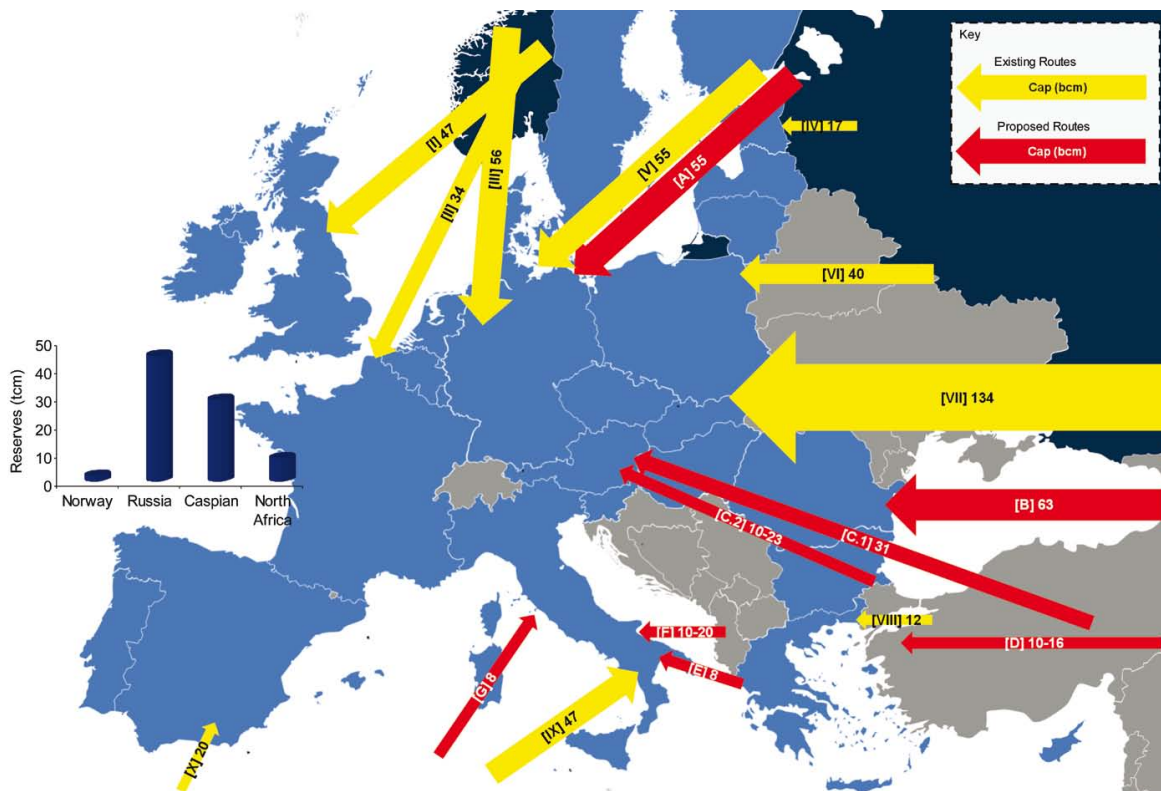 Key
Existing Routes
Cap (bcm)
Proposed Routes
Cap (bcm)
[I] 47
[II] 34
[III] 56
[V] 55
[A] 55
[IV] 17
[VI] 40
[VII] 134
[B] 63
[C.2] 10-23
[C.1] 31
[VIII] 12
[D] 10-16
[F] 10-20
[E] 8
[G] 8
[IX] 47
[X] 20
Reserves (tcm)
50
40
30
20
10
0
Norway
Russia
Caspian
North
Africa